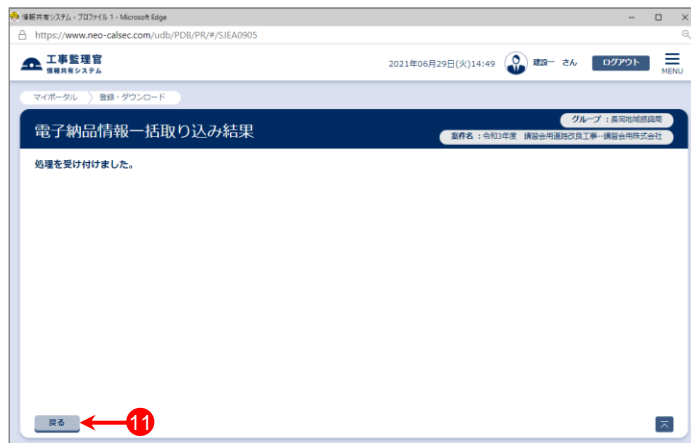 情報共有システム - プロファイル 1 - Microsoft Edge
https://www.neo-calsec.com/udb/PDB/PR/#/SJEA0905
工事監理官
情報共有システム
2021年06月29日(火)14:49
建設一 さん
ログアウト
MENU
マイポータル
登録・ダウンロード
電子納品情報一括取り込み結果
グループ：長岡地域振興局
案件名：令和3年度 講習会用道路改良工事--講習会用株式会社
処理を受け付けました。
戻る
11